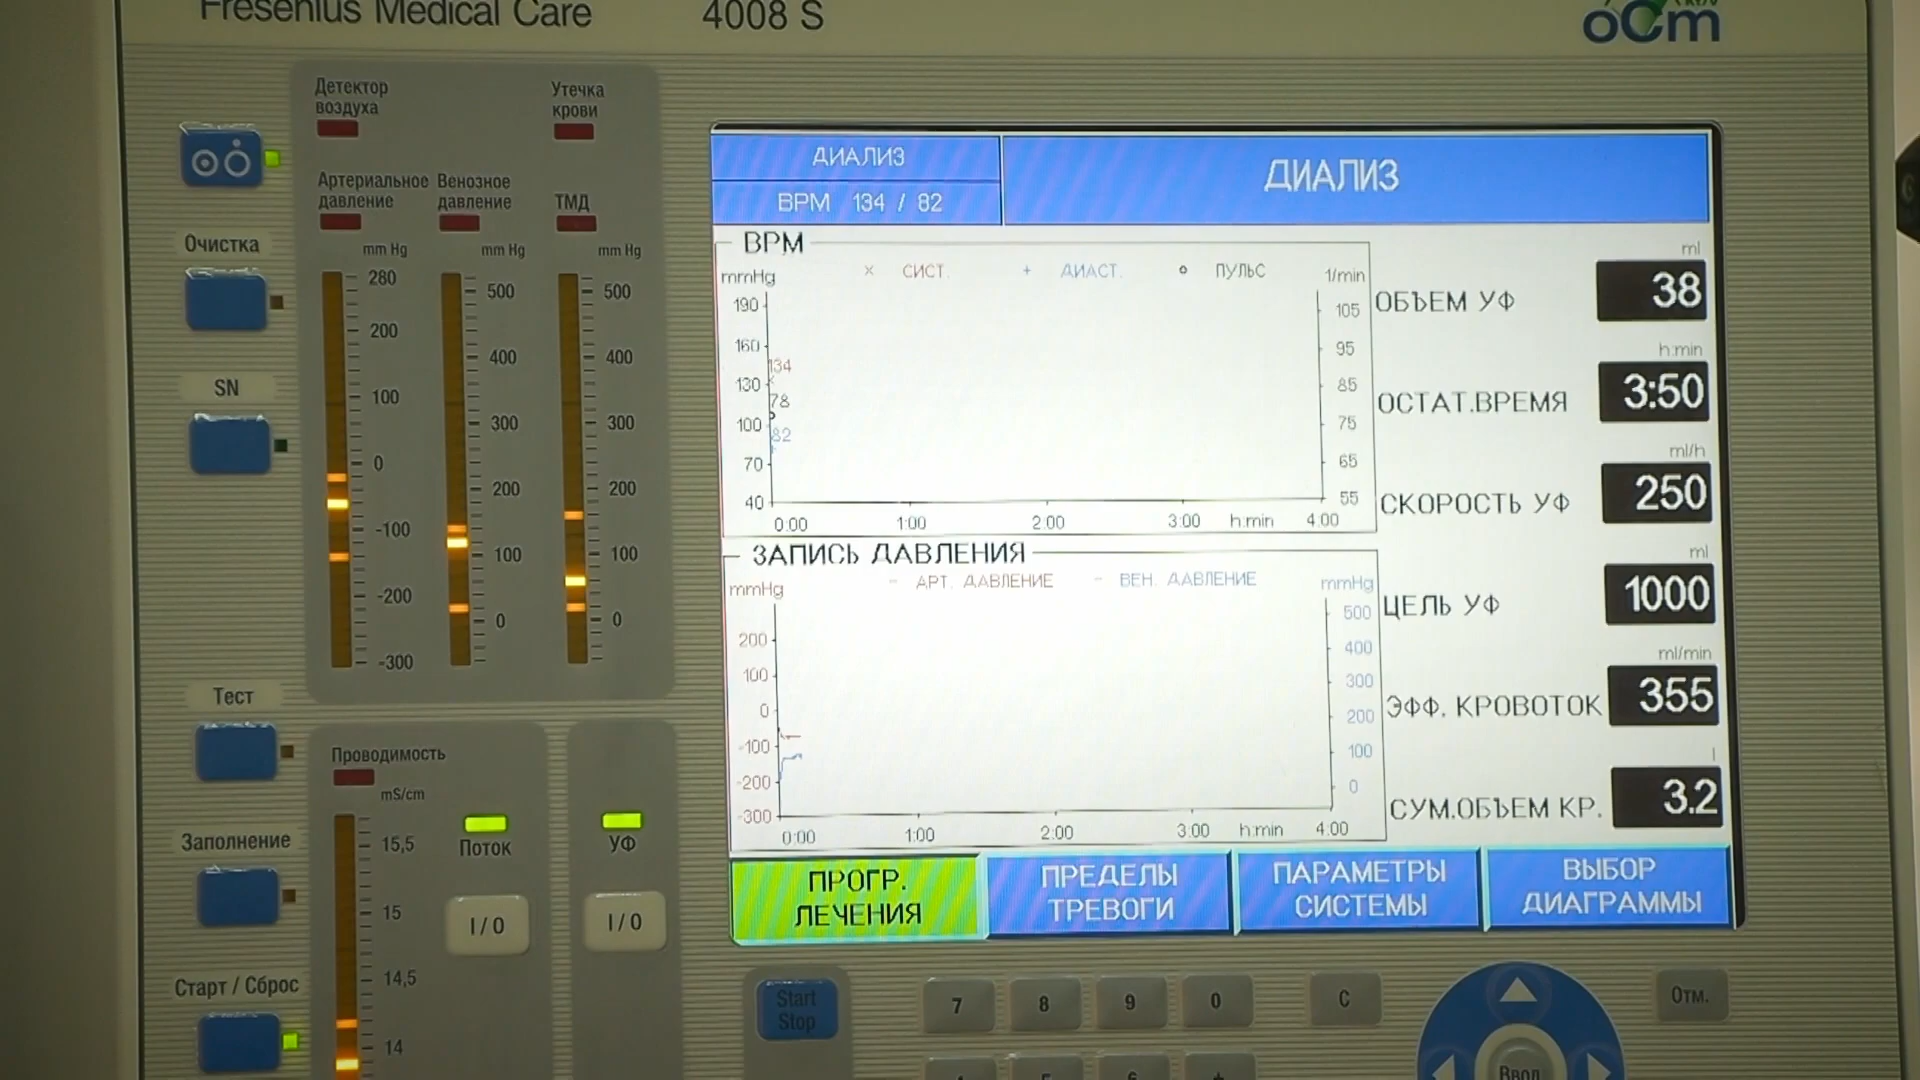 Fresenius Medical Care 4008 S
OCM
Детектор
воздуха
Утечка
крови
Артериальное
давление
Венозное
давление
ТМД
mm Hg
mm Hg
mm Hg
280
200
100
0
-100
-200
-300
500
400
300
200
100
0
500
400
300
200
100
0
Очистка
SN
Тест
Заполнение
Старт / Сброс
Проводимость
mS/cm
15,5
15
14,5
14
Поток
I / 0
УФ
I / 0
ДИАЛИЗ
BPM 134 / 82
ДИАЛИЗ
BPM
mmHg × СИСТ. + ДИАСТ. o ПУЛЬС 1/min
190
160
130
100
70
40
134
78
82
105
95
85
75
65
55
0:00 1:00 2:00 3:00 h:min 4:00
ЗАПИСЬ ДАВЛЕНИЯ
mmHg - АРТ. ДАВЛЕНИЕ - ВЕН. ДАВЛЕНИЕ mmHg
200
100
0
-100
-200
-300
500
400
300
200
100
0
0:00 1:00 2:00 3:00 h:min 4:00
ml
ОБЪЕМ УФ 38
h:min
ОСТАТ.ВРЕМЯ 3:50
ml/h
СКОРОСТЬ УФ 250
ml
ЦЕЛЬ УФ 1000
ml/min
ЭФФ. КРОВОТОК 355
l
СУМ.ОБЪЕМ КР. 3.2
ПРОГР.
ЛЕЧЕНИЯ
ПРЕДЕЛЫ
ТРЕВОГИ
ПАРАМЕТРЫ
СИСТЕМЫ
ВЫБОР
ДИАГРАММЫ
Start
Stop
7 8 9 0 C
Отм.
Ввод